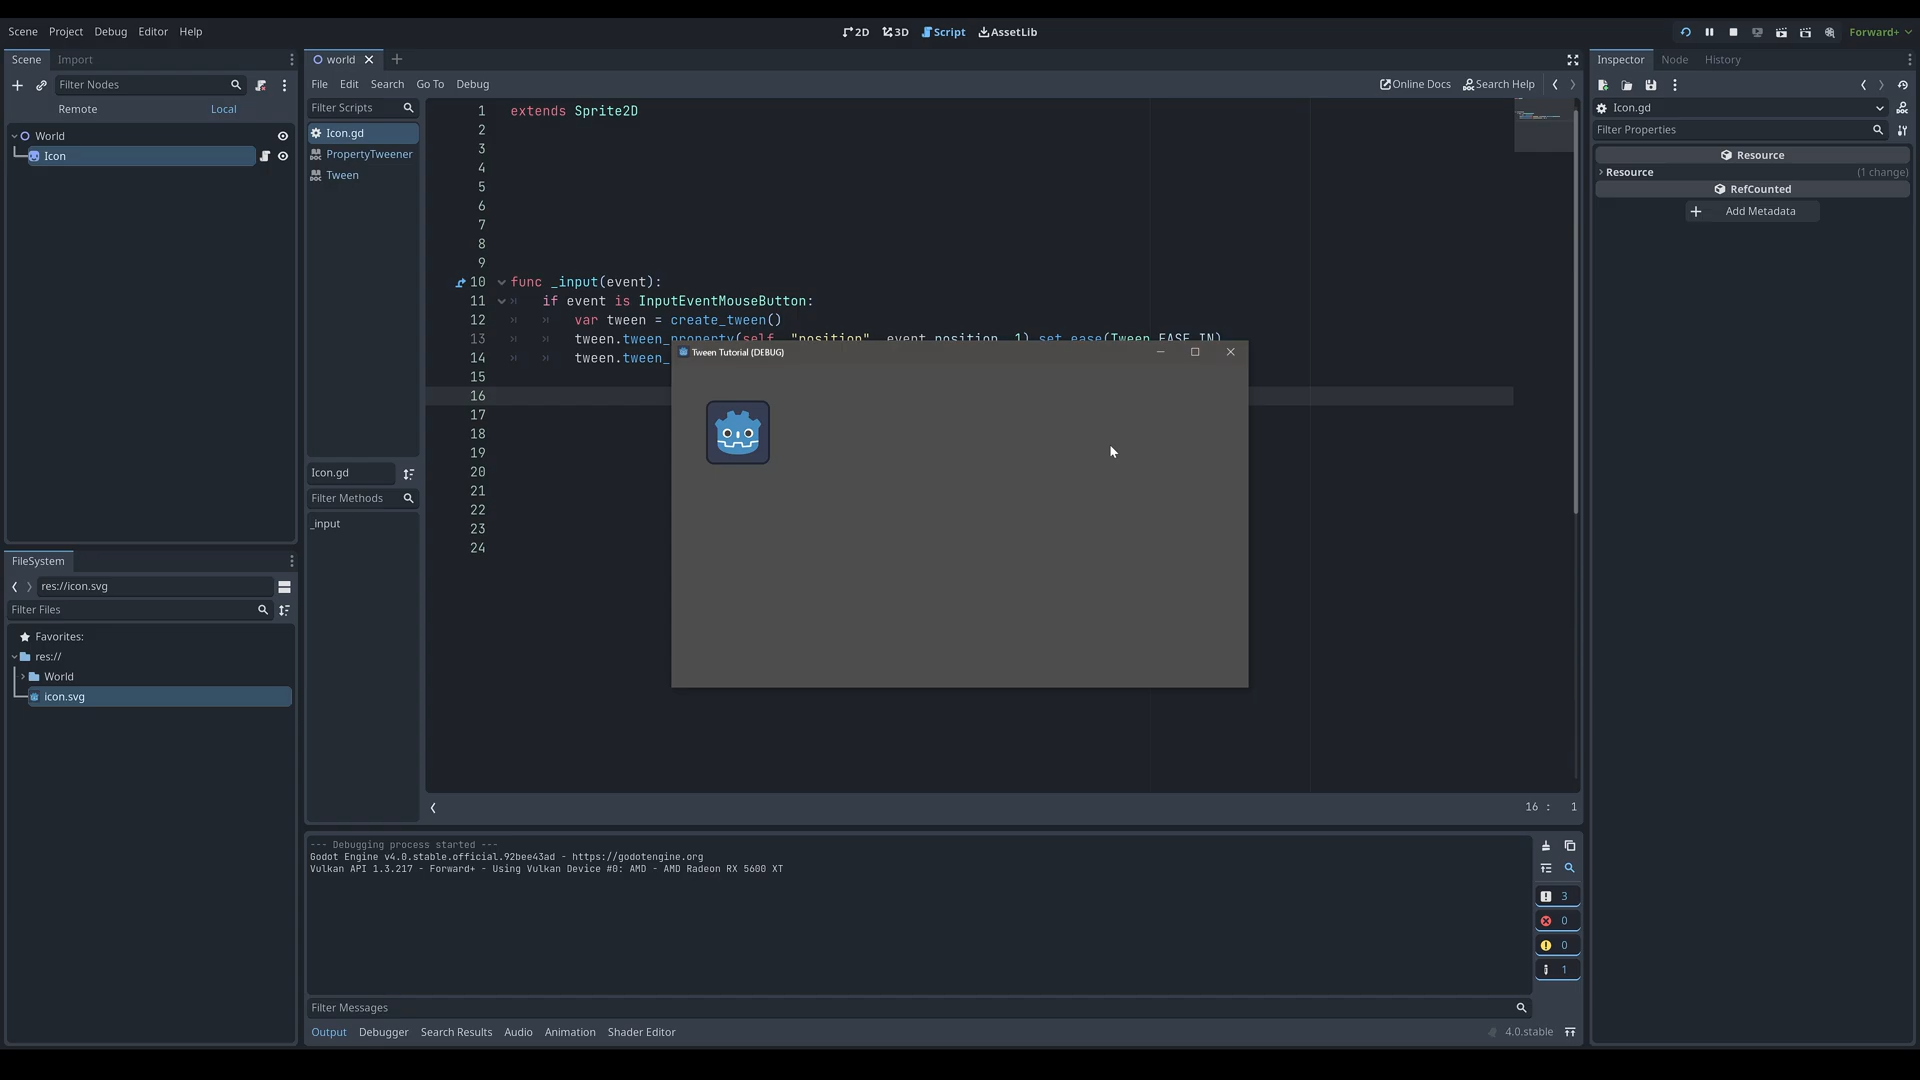 Scene Project Debug Editor Help
2D 3D Script AssetLib
Forward+
Scene Import
Filter Nodes
Remote Local
World
Icon
FileSystem
res://icon.svg
Filter Files
Favorites:
res://
World
icon.svg
world
File Edit Search Go To Debug
Online Docs Search Help
Filter Scripts
Icon.gd
PropertyTweener
Tween
Icon.gd
Filter Methods
_input
1 extends Sprite2D
2
3
4
5
6
7
8
9
10 func _input(event):
11 if event is InputEventMouseButton:
12 var tween = create_tween()
13 tween.tween_property(self, "position", event.position, 1).set_ease(Tween.EASE_IN)
14 tween.tween_
15
16
17
18
19
20
21
22
23
24
Tween Tutorial (DEBUG)
16 : 1
--- Debugging process started ---
Godot Engine v4.0.stable.official.92bee43ad - https://godotengine.org
Vulkan API 1.3.217 - Forward+ - Using Vulkan Device #0: AMD - AMD Radeon RX 5600 XT
3
0
0
1
Filter Messages
Output Debugger Search Results Audio Animation Shader Editor
4.0.stable
Inspector Node History
Icon.gd
Filter Properties
Resource
Resource (1 change)
RefCounted
Add Metadata